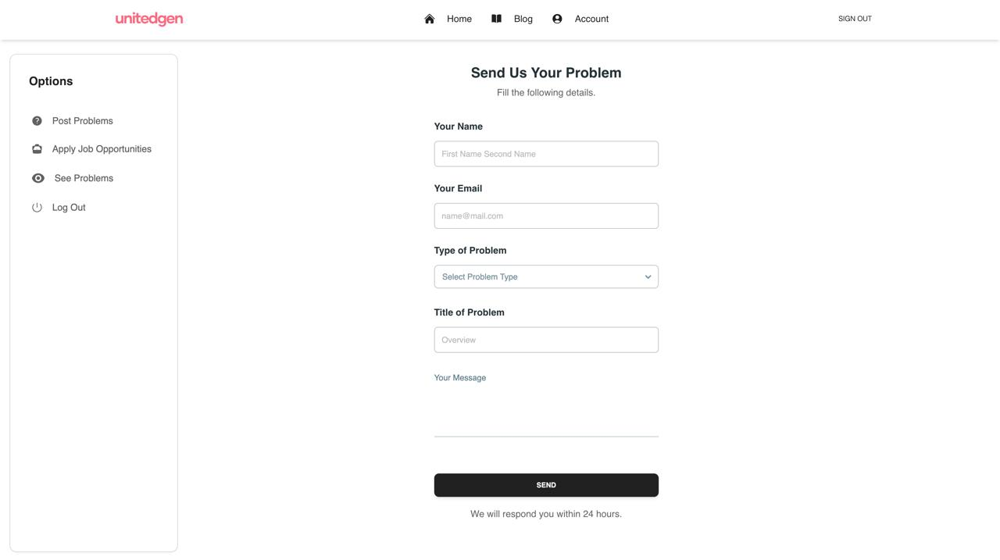 unitedgen
Home
Blog
Account
SIGN OUT
Options
Post Problems
Apply Job Opportunities
See Problems
Log Out
Send Us Your Problem
Fill the following details.
Your Name
First Name Second Name
Your Email
name@mail.com
Type of Problem
Select Problem Type
Title of Problem
Overview
Your Message
SEND
We will respond you within 24 hours.